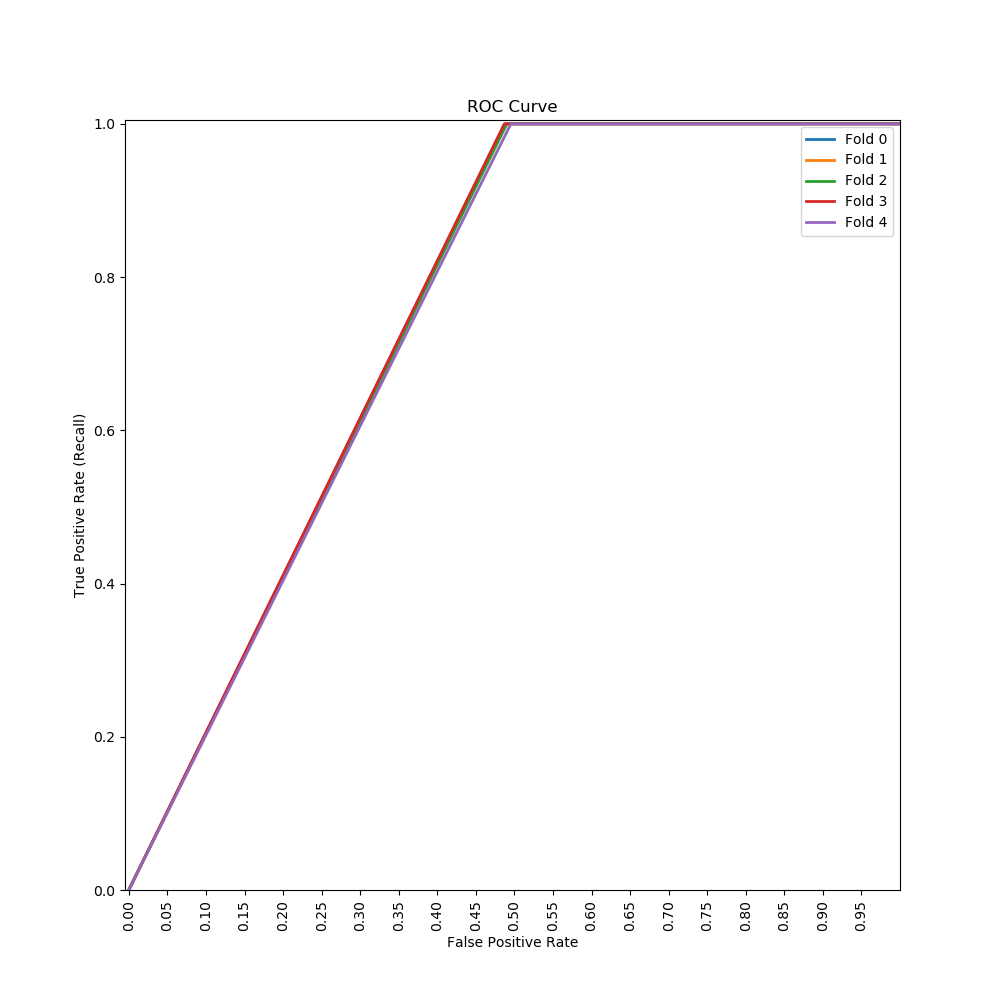 ROC Curve
1.0
0.8
0.6
0.4
0.2
0.0
True Positive Rate (Recall)
Fold 0
Fold 1
Fold 2
Fold 3
Fold 4
0.00 0.05 0.10 0.15 0.20 0.25 0.30 0.35 0.40 0.45 0.50 0.55 0.60 0.65 0.70 0.75 0.80 0.85 0.90 0.95
False Positive Rate